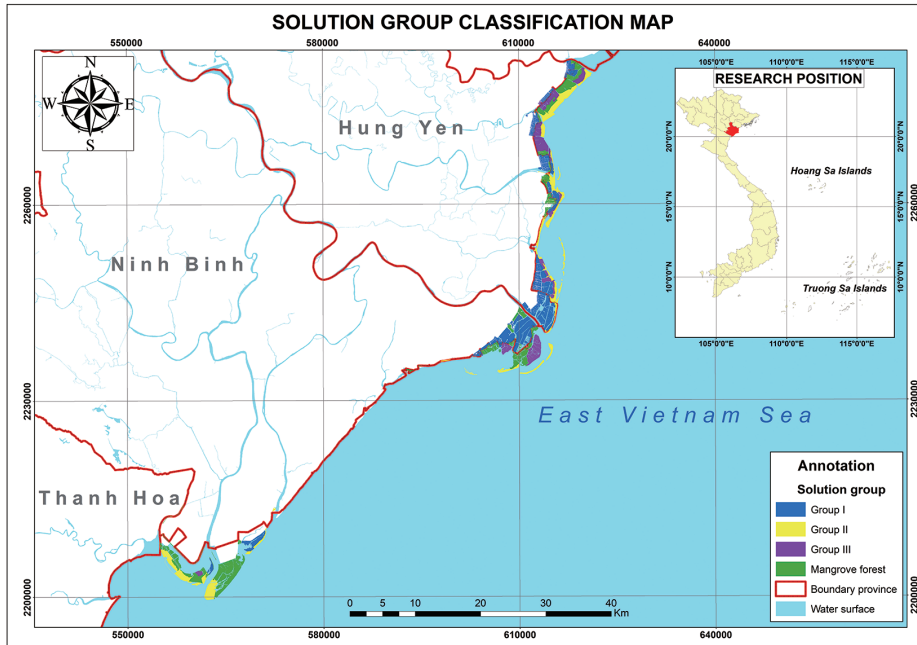 SOLUTION GROUP CLASSIFICATION MAP
550000 580000 610000 640000
N
W E
S
RESEARCH POSITION
105°0'0"E 110°0'0"E 115°0'0"E
20°0'0"N 20°0'0"N
15°0'0"N 15°0'0"N
10°0'0"N 10°0'0"N
Hoang Sa Islands
Truong Sa Islands
105°0'0"E 110°0'0"E 115°0'0"E
Hung Yen
2260000 2260000
Ninh Binh
2230000 2230000
East Vietnam Sea
Thanh Hoa
Annotation
Solution group
Group I
Group II
Group III
Mangrove forest
Boundary province
Water surface
2200000 2200000
0 5 10 20 30 40
Km
550000 580000 610000 640000